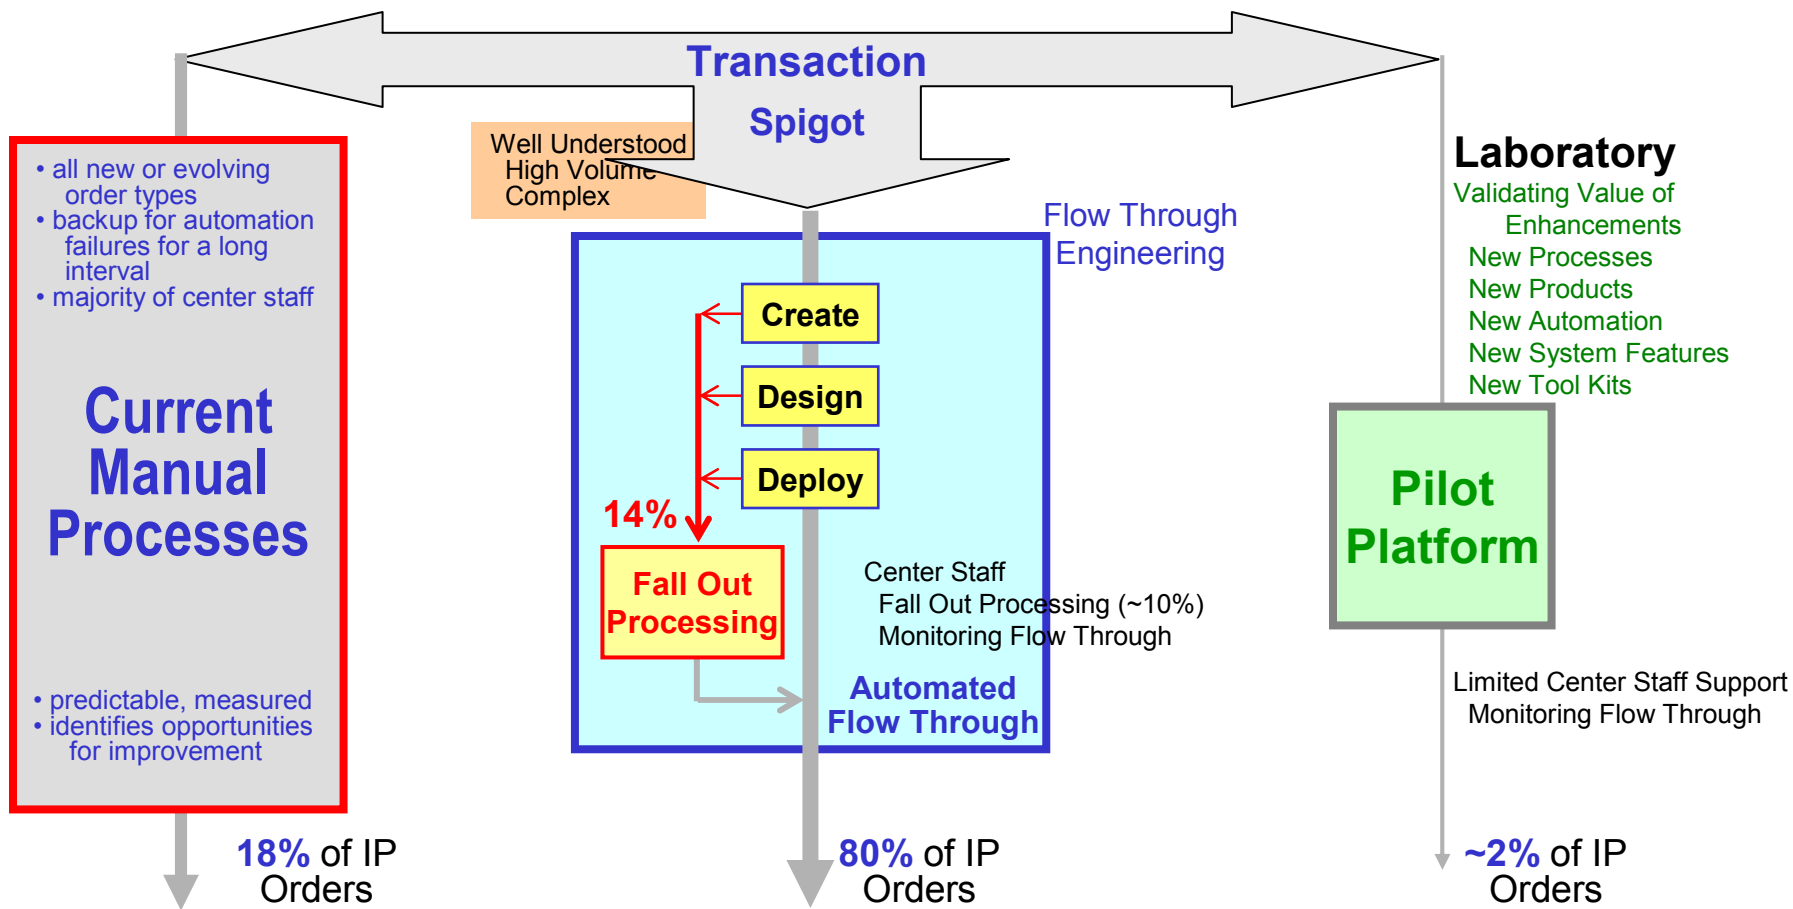 Transaction
Spigot
• all new or evolving
order types
• backup for automation
failures for a long
interval
• majority of center staff
Current
Manual
Processes
• predictable, measured
• identifies opportunities
for improvement
18% of IP
Orders
Well Understood
High Volume
Complex
Flow Through
Engineering
Create
Design
Deploy
14%
Fall Out
Processing
Center Staff
Fall Out Processing (~10%)
Monitoring Flow Through
Automated
Flow Through
80% of IP
Orders
Laboratory
Validating Value of
Enhancements
New Processes
New Products
New Automation
New System Features
New Tool Kits
Pilot
Platform
Limited Center Staff Support
Monitoring Flow Through
~2% of IP
Orders